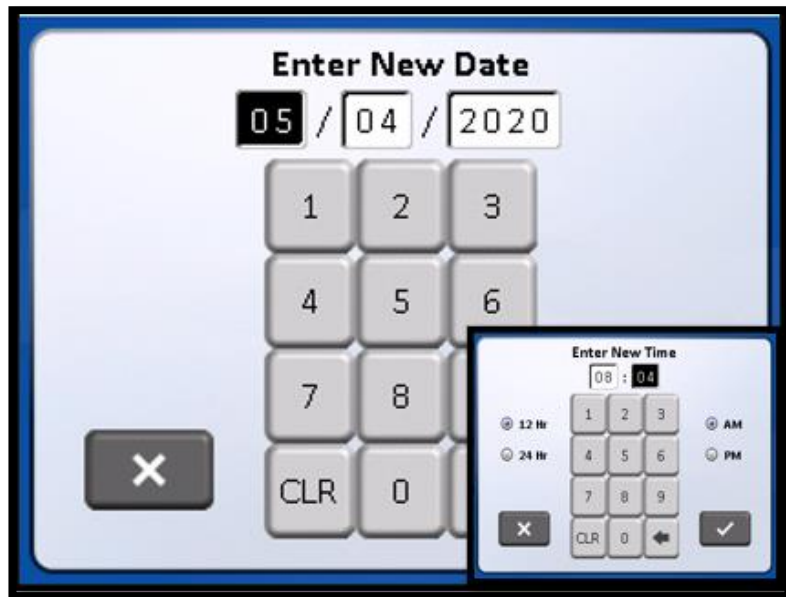 Enter New Date
05 / 04 / 2020
1 2 3
4 5 6
7 8
CLR 0
Enter New Time
08 : 04
12 Hr 1 2 3 AM
24 Hr 4 5 6 PM
7 8 9
CLR 0